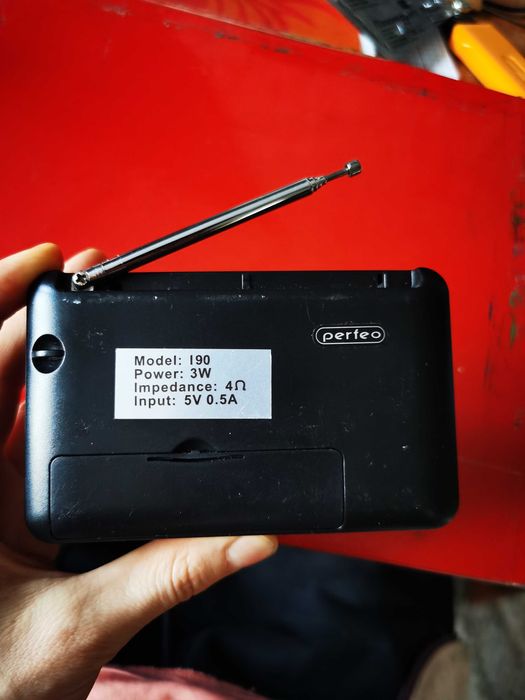 perfeo
Model: I90
Power: 3W
Impedance: 4Ω
Input: 5V 0.5A